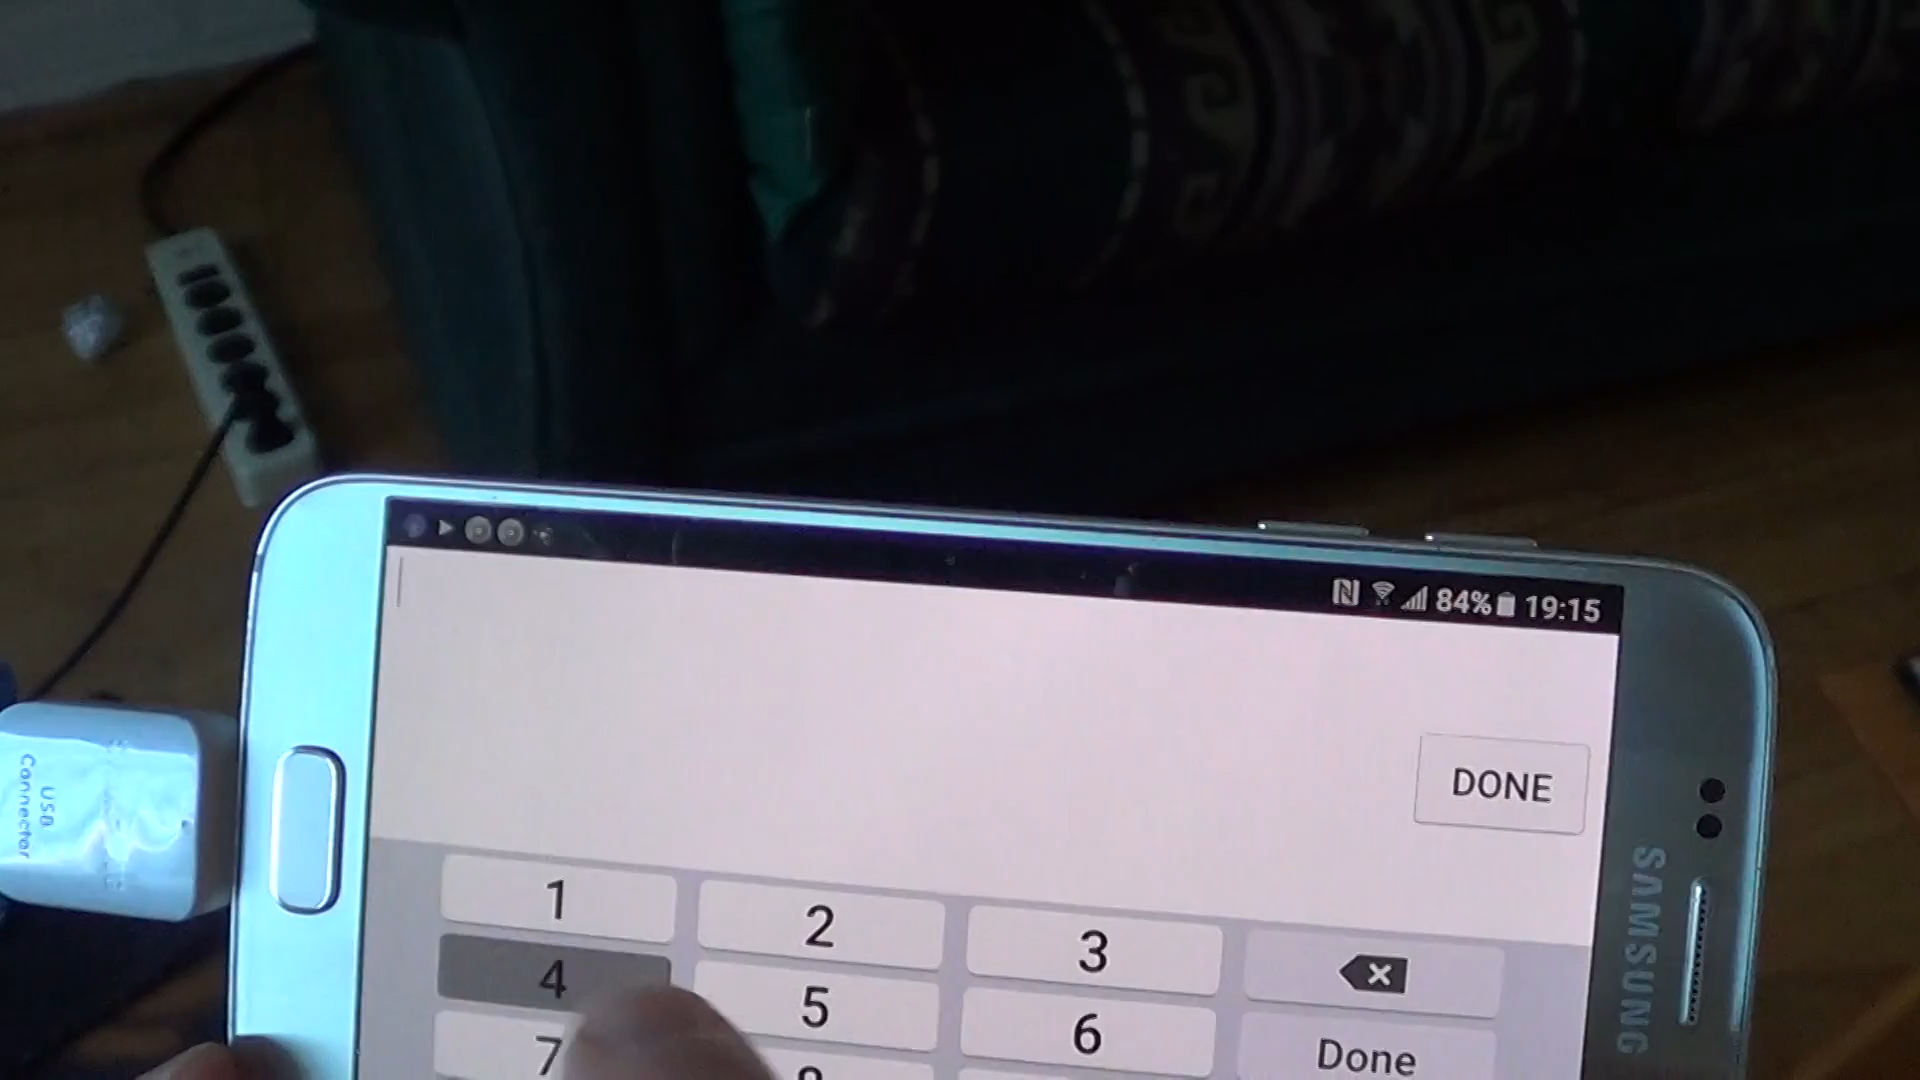 84% 19:15
DONE
1 2 3
4 5 6
Done
7
SAMSUNG
USB
Connector